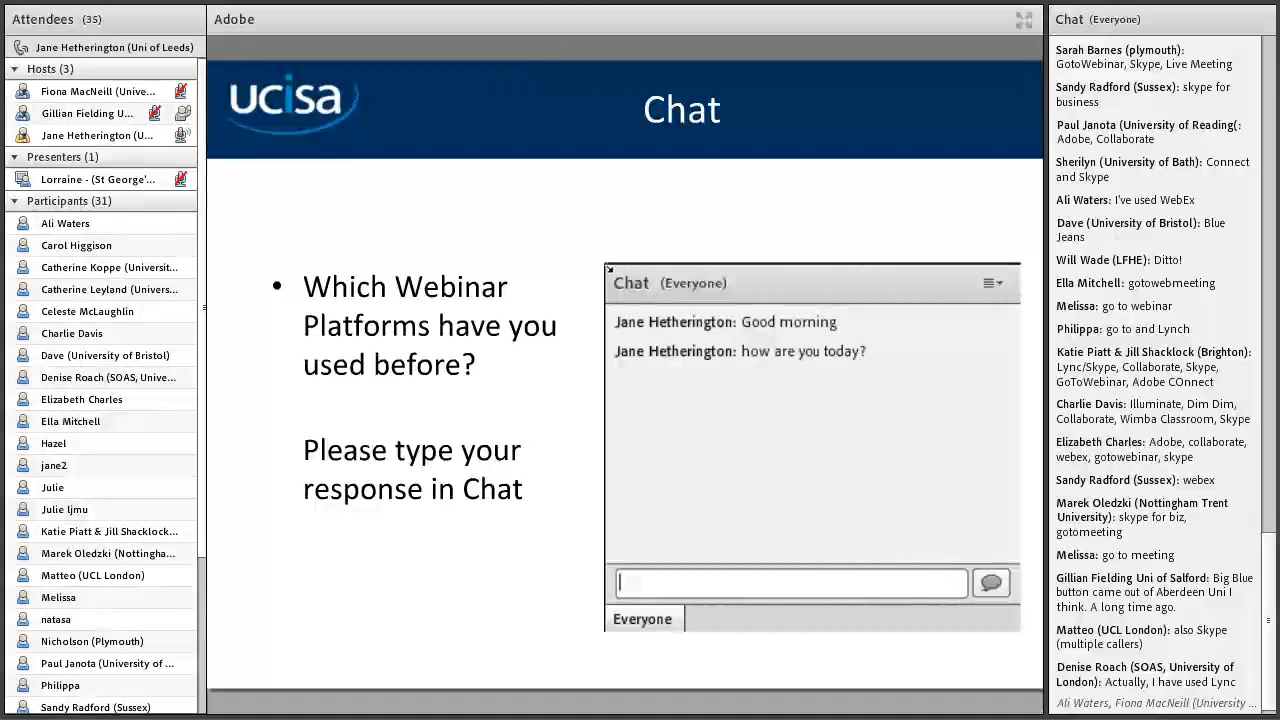 Attendees (35)
Jane Hetherington (Uni of Leeds)
Hosts (3)
Fiona MacNeill (Unive...
Gillian Fielding U...
Jane Hetherington (U...
Presenters (1)
Lorraine - (St George'...
Participants (31)
Ali Waters
Carol Higgison
Catherine Koppe (Universit...
Catherine Leyland (Univers...
Celeste McLaughlin
Charlie Davis
Dave (University of Bristol)
Denise Roach (SOAS, Unive...
Elizabeth Charles
Ella Mitchell
Hazel
jane2
Julie
Julie ljmu
Katie Piatt & Jill Shacklock...
Marek Oledzki (Nottingha...
Matteo (UCL London)
Melissa
natasa
Nicholson (Plymouth)
Paul Janota (University of ...
Philippa
Sandy Radford (Sussex)
Adobe
ucisa
Chat
• Which Webinar
Platforms have you
used before?
Please type your
response in Chat
Chat (Everyone)
Jane Hetherington: Good morning
Jane Hetherington: how are you today?
Everyone
Chat (Everyone)
Sarah Barnes (plymouth):
GotoWebinar, Skype, Live Meeting
Sandy Radford (Sussex): skype for
business
Paul Janota (University of Reading(:
Adobe, Collaborate
Sherilyn (University of Bath): Connect
and Skype
Ali Waters: I've used WebEx
Dave (University of Bristol): Blue
Jeans
Will Wade (LFHE): Ditto!
Ella Mitchell: gotowebmeeting
Melissa: go to webinar
Philippa: go to and Lynch
Katie Piatt & Jill Shacklock (Brighton):
Lync/Skype, Collaborate, Skype,
GoToWebinar, Adobe COnnect
Charlie Davis: Illuminate, Dim Dim,
Collaborate, Wimba Classroom, Skype
Elizabeth Charles: Adobe, collaborate,
webex, gotowebinar, skype
Sandy Radford (Sussex): webex
Marek Oledzki (Nottingham Trent
University): skype for biz,
gotomeeting
Melissa: go to meeting
Gillian Fielding Uni of Salford: Big Blue
button came out of Aberdeen Uni I
think. A long time ago.
Matteo (UCL London): also Skype
(multiple callers)
Denise Roach (SOAS, University of
London): Actually, I have used Lync
Ali Waters, Fiona MacNeill (University ...